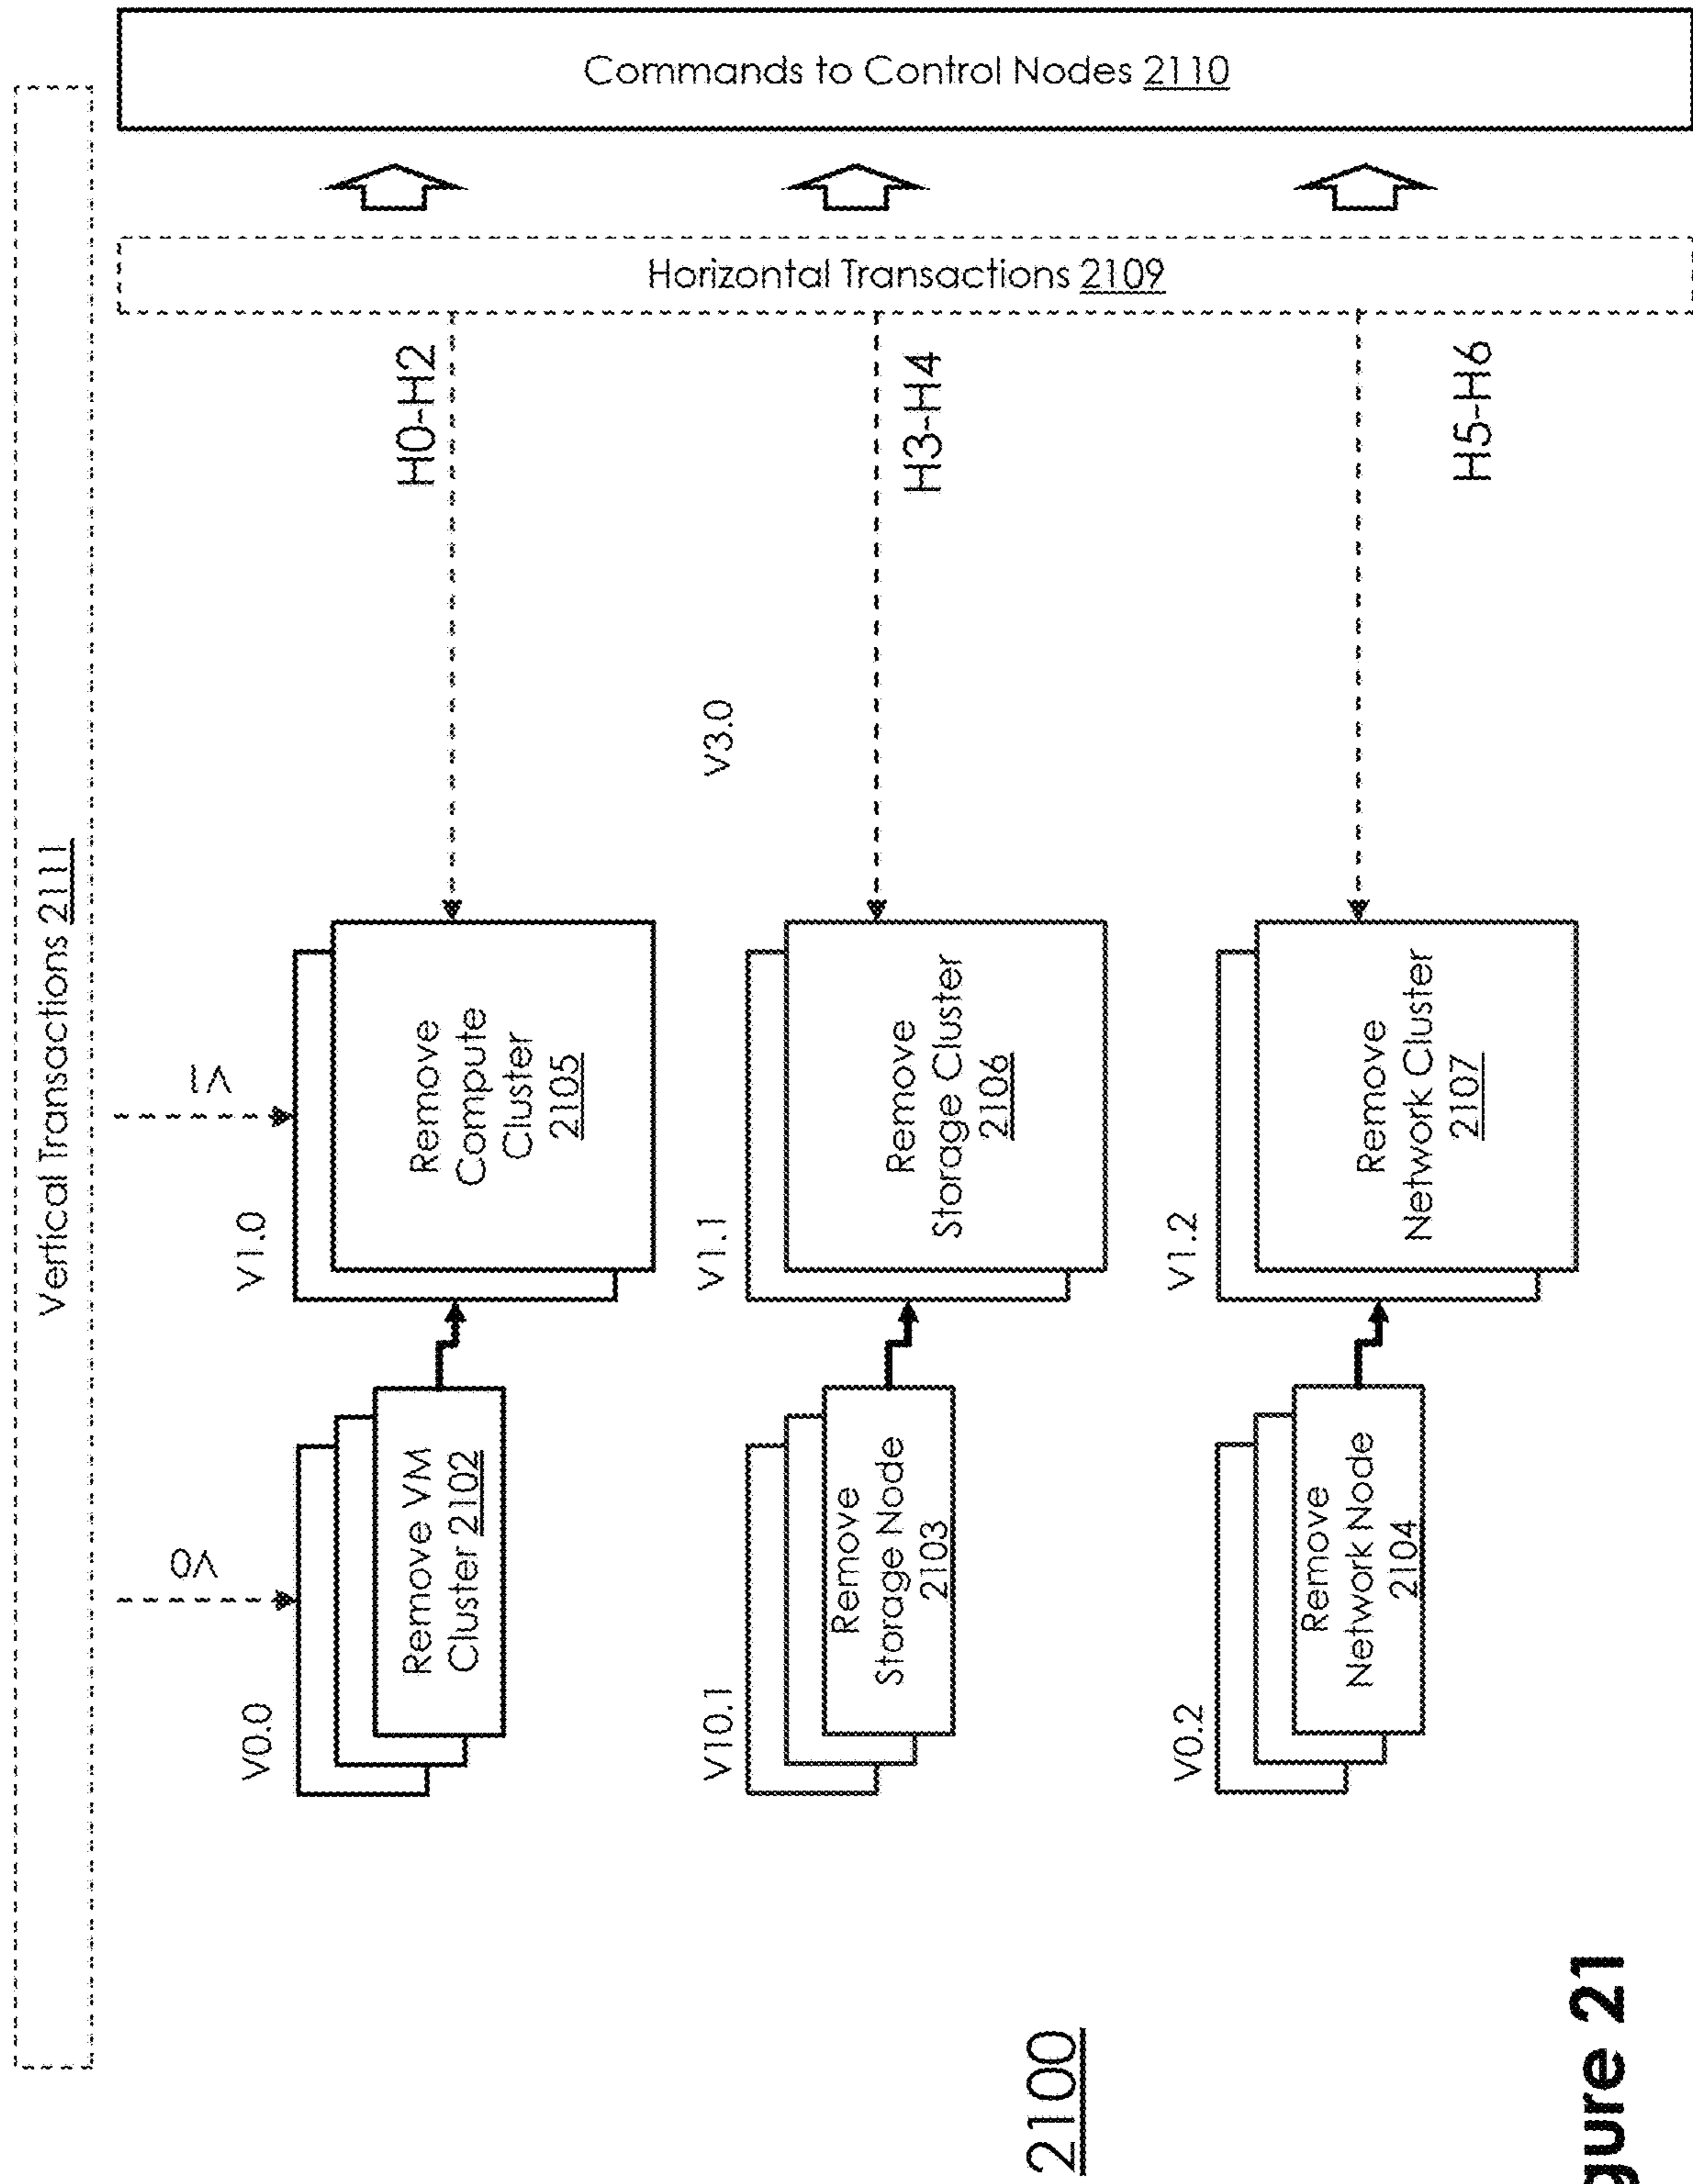 Vertical Transactions 2111
V0
V1
V0.0
Remove VM
Cluster 2102
V1.0
Remove
Compute
Cluster
2105
H0-H2
V10.1
Remove
Storage Node
2103
V1.1
Remove
Storage Cluster
2106
V3.0
H3-H4
V0.2
Remove
Network Node
2104
V1.2
Remove
Network Cluster
2107
H5-H6
Horizontal Transactions 2109
Commands to Control Nodes 2110
2100
gure 21